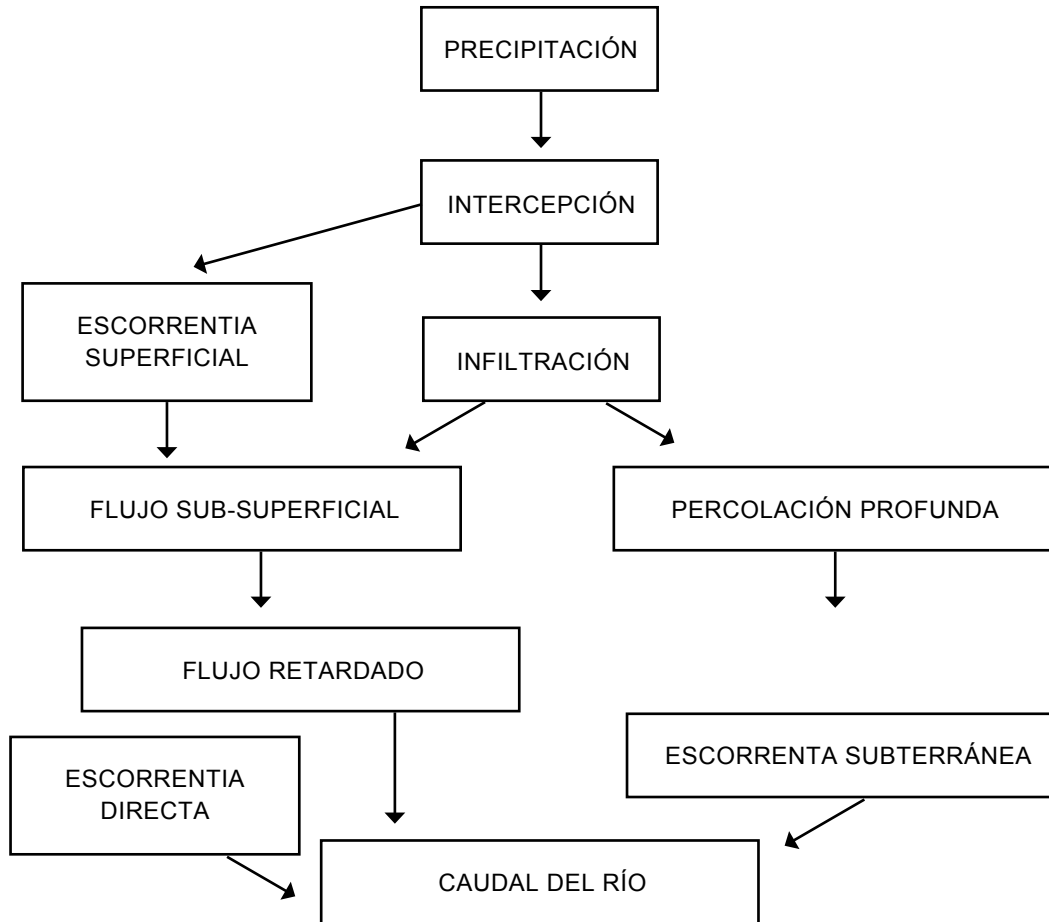 PRECIPITACIÓN
INTERCEPCIÓN
ESCORRENTIA
SUPERFICIAL
INFILTRACIÓN
FLUJO SUB-SUPERFICIAL
PERCOLACIÓN PROFUNDA
FLUJO RETARDADO
ESCORRENTIA
DIRECTA
ESCORRENTA SUBTERRÁNEA
CAUDAL DEL RÍO